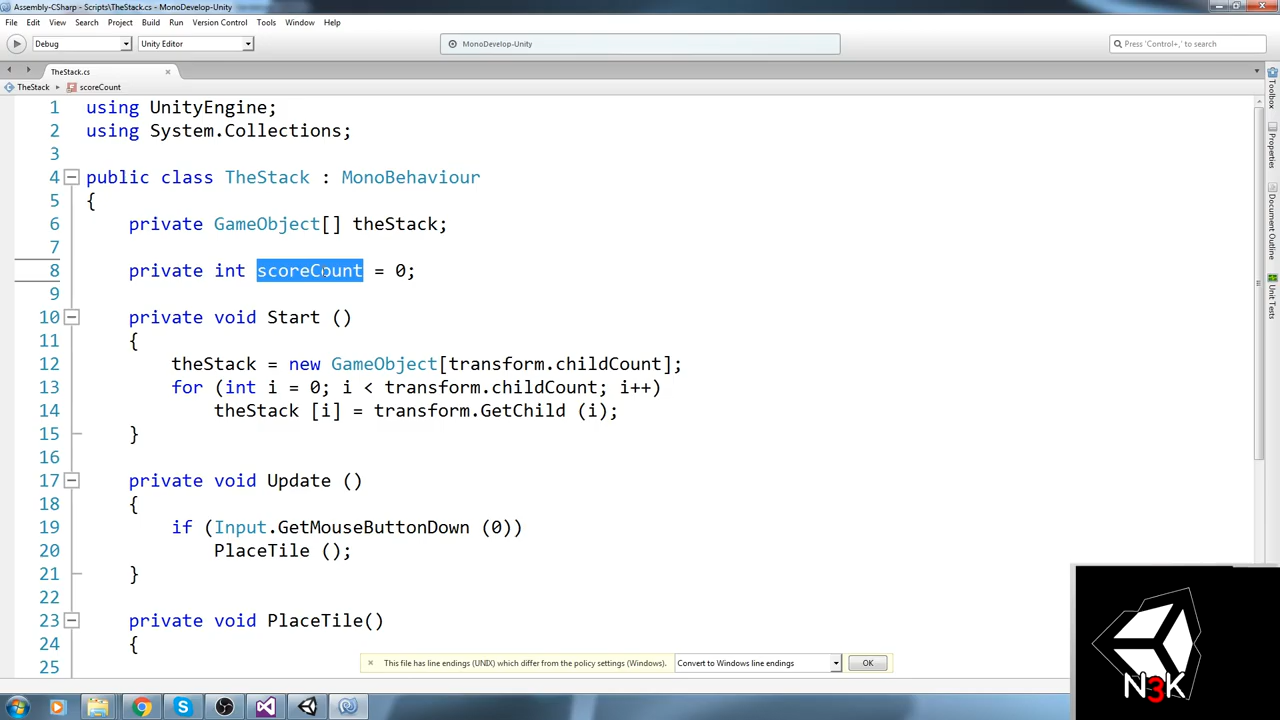 Assembly-CSharp - Scripts\TheStack.cs - MonoDevelop-Unity
File Edit View Search Project Build Run Version Control Tools Window Help
Debug Unity Editor MonoDevelop-Unity Press 'Control+,' to search
TheStack.cs
TheStack scoreCount
1 using UnityEngine;
2 using System.Collections;
3
4 public class TheStack : MonoBehaviour
5 {
6 private GameObject[] theStack;
7
8 private int scoreCount = 0;
9
10 private void Start ()
11 {
12 theStack = new GameObject[transform.childCount];
13 for (int i = 0; i < transform.childCount; i++)
14 theStack [i] = transform.GetChild (i);
15 }
16
17 private void Update ()
18 {
19 if (Input.GetMouseButtonDown (0))
20 PlaceTile ();
21 }
22
23 private void PlaceTile()
24 {
25
This file has line endings (UNIX) which differ from the policy settings (Windows). Convert to Windows line endings OK
Toolbox
Properties
Document Outline
Unit Tests
N3K